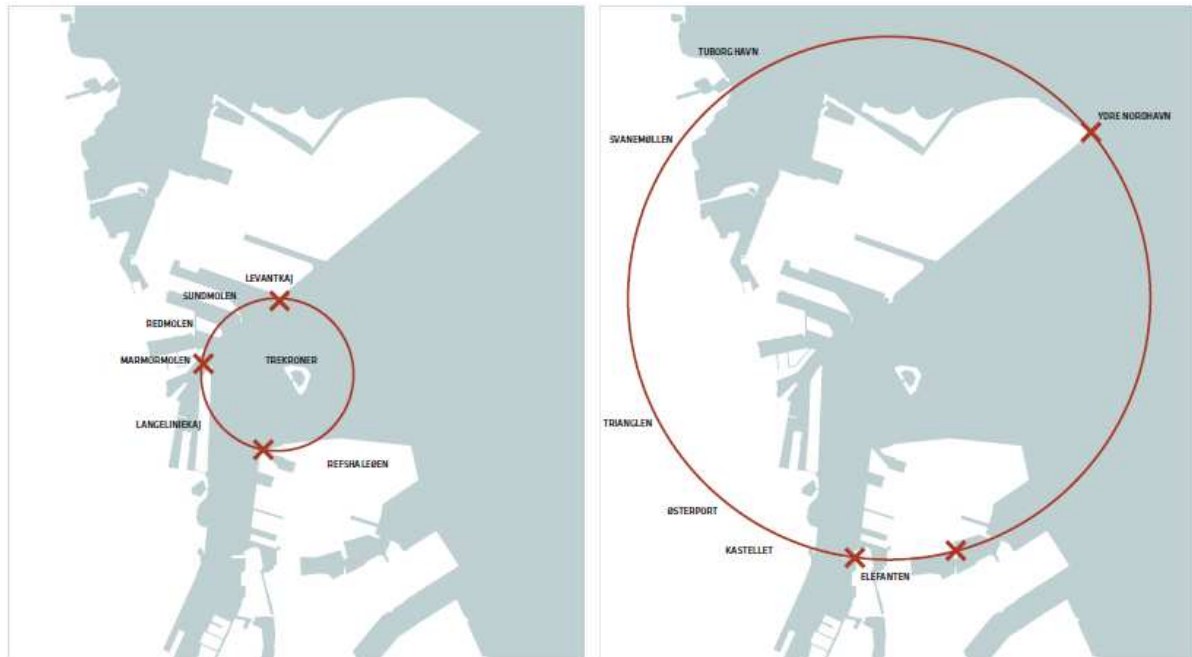 LEVANTKAJ
SUNDMOLEN
REDMOLEN
MARMORMOLEN
TREKRONER
LANGELINIEKAJ
REFSHALEØEN
TUBORG HAVN
YDRE NORDHAVN
SVANEMØLLEN
TRIANGLEN
ØSTERPORT
KASTELLET
ELEFANTEN